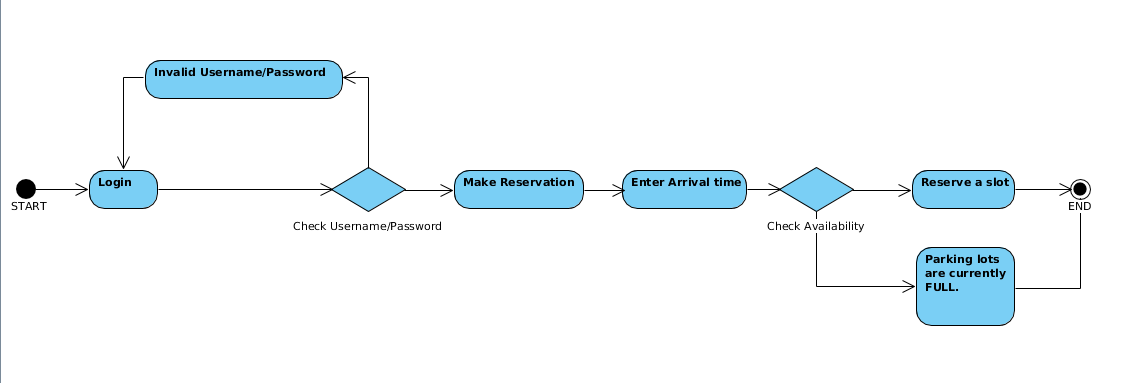 Invalid Username/Password
START
Login
Check Username/Password
Make Reservation
Enter Arrival time
Check Availability
Reserve a slot
END
Parking lots
are currently
FULL.